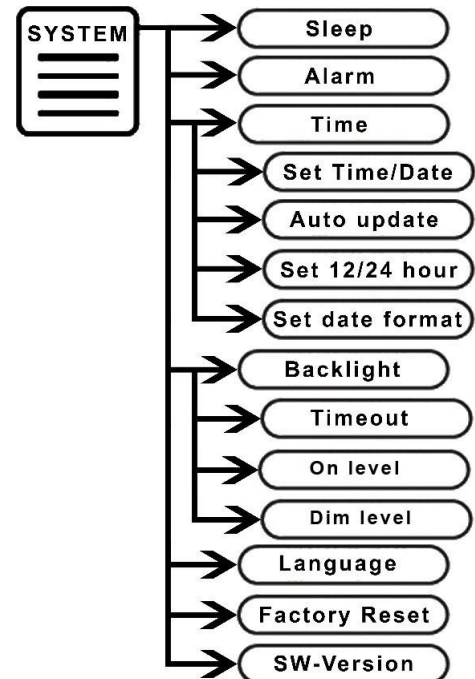 SYSTEM
Sleep
Alarm
Time
Set Time/Date
Auto update
Set 12/24 hour
Set date format
Backlight
Timeout
On level
Dim level
Language
Factory Reset
SW-Version